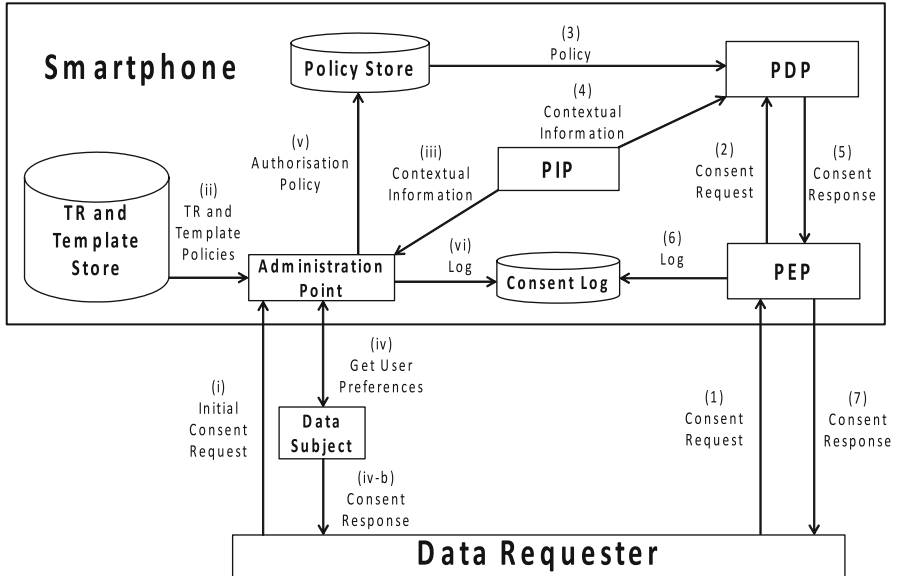 Smartphone
Policy Store
(3)
Policy
PDP
(4)
Contextual
Information
(v)
Authorisation
Policy
(iii)
Contextual
Information
PIP
(2)
Consent
Request
(5)
Consent
Response
TR and
Template
Store
(ii)
TR and
Template
Policies
Administration
Point
(vi)
Log
Consent Log
(6)
Log
PEP
(i)
Initial
Consent
Request
(iv)
Get User
Preferences
Data
Subject
(iv-b)
Consent
Response
(1)
Consent
Request
(7)
Consent
Response
Data Requester